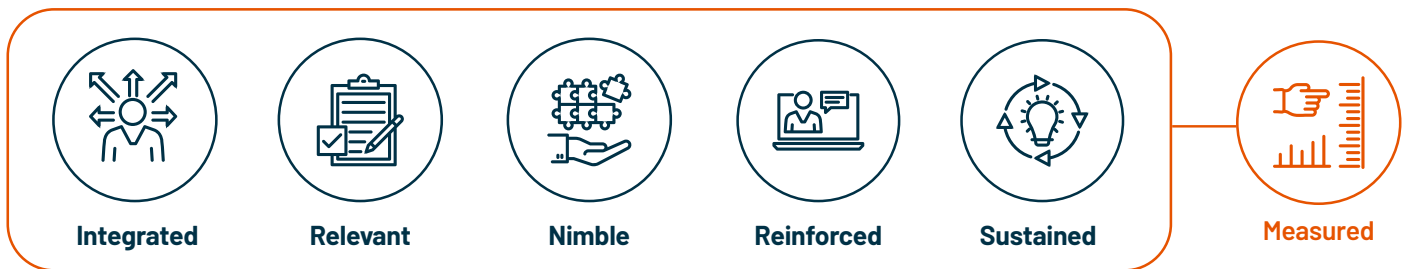 Integrated
Relevant
Nimble
Reinforced
Sustained
Measured